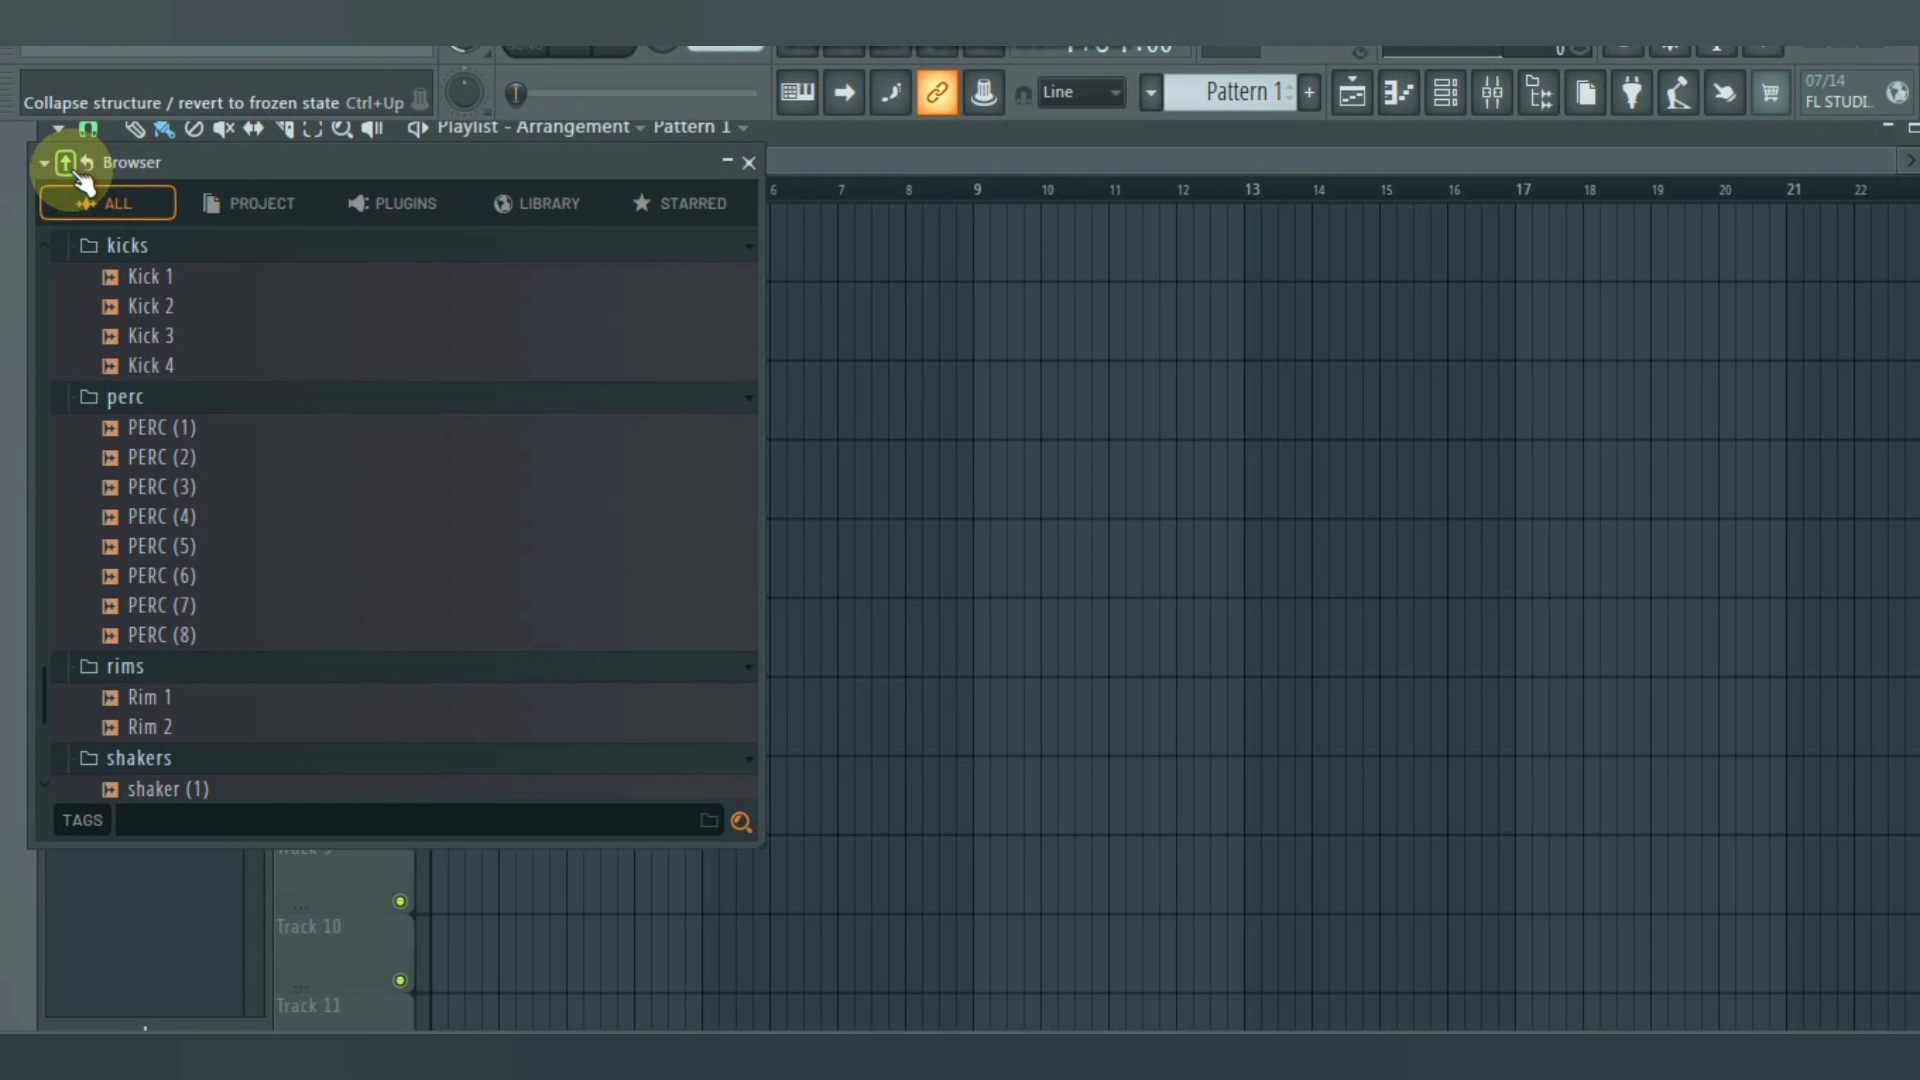 Collapse structure / revert to frozen state Ctrl+Up
Line
Pattern 1
+
07/14
FL STUDI..
Playlist - Arrangement
Pattern 1
Browser
ALL
PROJECT
PLUGINS
LIBRARY
STARRED
6 7 8 9 10 11 12 13 14 15 16 17 18 19 20 21 22
kicks
Kick 1
Kick 2
Kick 3
Kick 4
perc
PERC (1)
PERC (2)
PERC (3)
PERC (4)
PERC (5)
PERC (6)
PERC (7)
PERC (8)
rims
Rim 1
Rim 2
shakers
shaker (1)
TAGS
...
Track 10
...
Track 11